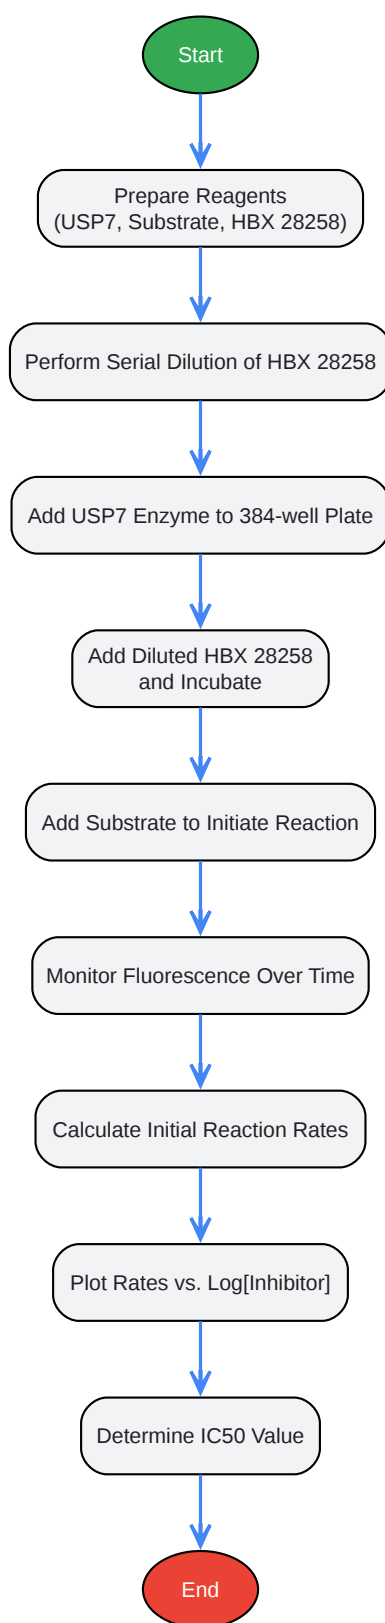 Start
Prepare Reagents
(USP7, Substrate, HBX 28258)
Perform Serial Dilution of HBX 28258
Add USP7 Enzyme to 384-well Plate
Add Diluted HBX 28258
and Incubate
Add Substrate to Initiate Reaction
Monitor Fluorescence Over Time
Calculate Initial Reaction Rates
Plot Rates vs. Log[Inhibitor]
Determine IC50 Value
End